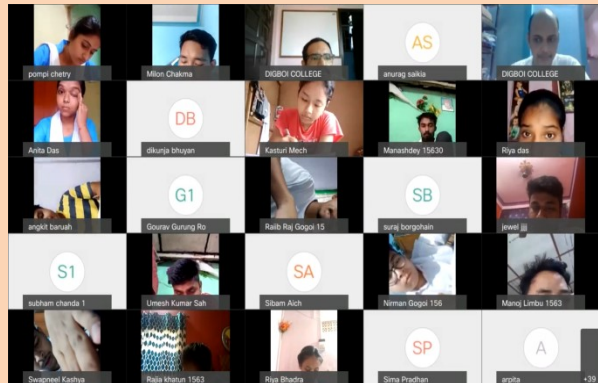 pompi chetry
Milon Chakma
DIGBOI COLLEGE
AS
anurag saikia
DIGBOI COLLEGE
Anita Das
DB
dikunja bhuyan
Kasturi Mech
Manashdey 15630
Riya das
angkit baruah
G1
Gourav Gurung Ro
Rajib Raj Gogoi 15
SB
suraj borgohain
jewel jjjj
S1
subham chanda 1
Umesh Kumar Sah
SA
Sibam Aich
Nirman Gogoi 156
Manoj Limbu 1563
Swapneel Kashya
Rajia khatun 1563
Riya Bhadra
SP
Sima Pradhan
A
arpita
+39